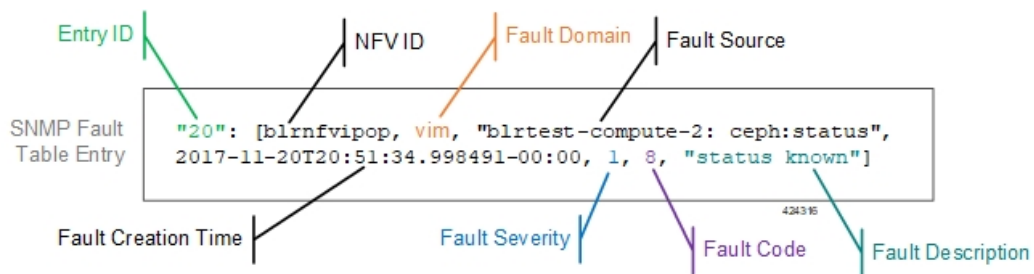 Entry ID
NFV ID
Fault Domain
Fault Source
SNMP Fault
Table Entry
"20": [blrnfvipop, vim, "blrtest-compute-2: ceph:status",
2017-11-20T20:51:34.998491-00:00, 1, 8, "status known"]
424316
Fault Creation Time
Fault Severity
Fault Code
Fault Description